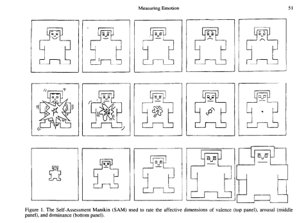 Measuring Emotion
53
Figure 1. The Self-Assessment Manikin (SAM) used to rate the affective dimensions of valence (top panel), arousal (middle
panel), and dominance (bottom panel).